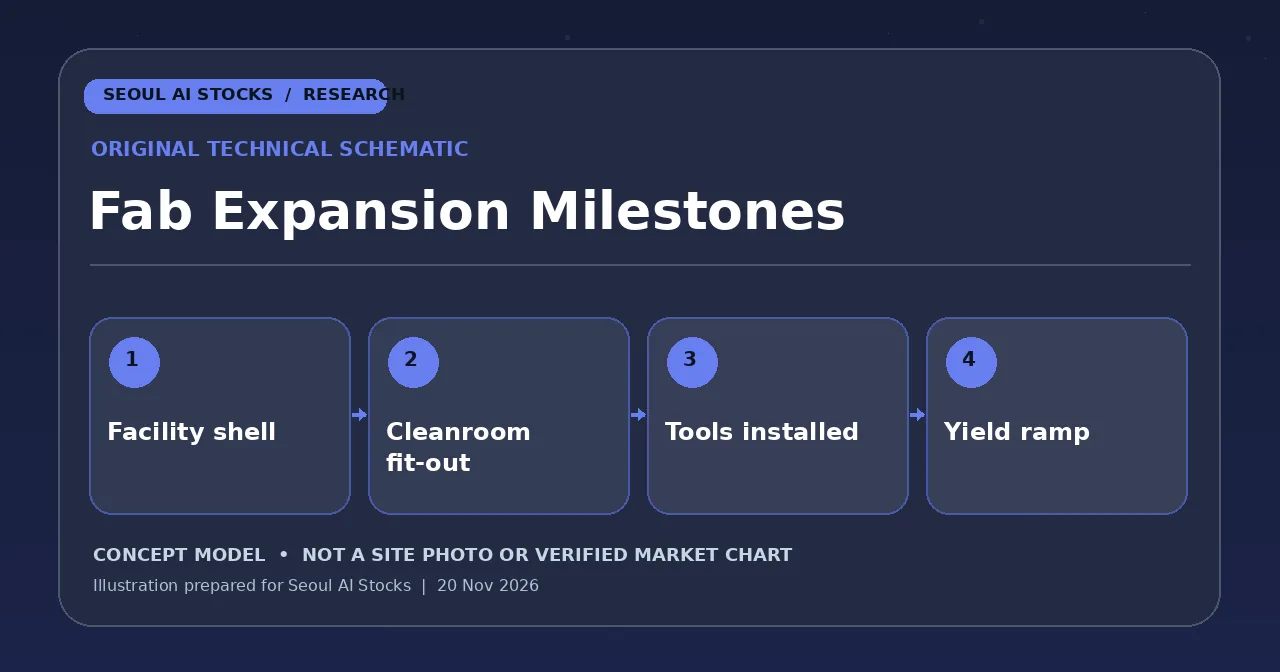 SEOUL AI STOCKS / RESEARCH
ORIGINAL TECHNICAL SCHEMATIC
Fab Expansion Milestones
1
Facility shell
2
Cleanroom
fit-out
3
Tools installed
4
Yield ramp
CONCEPT MODEL • NOT A SITE PHOTO OR VERIFIED MARKET CHART
Illustration prepared for Seoul AI Stocks | 20 Nov 2026